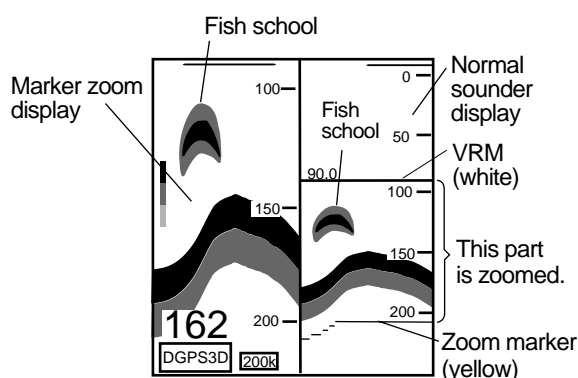 Fish school
Marker zoom
display
Normal
sounder
display
Fish
school
VRM
(white)
This part
is zoomed.
Zoom marker
(yellow)
100
150
200
162
DGPS3D
200k
0
50
90.0
100
150
200